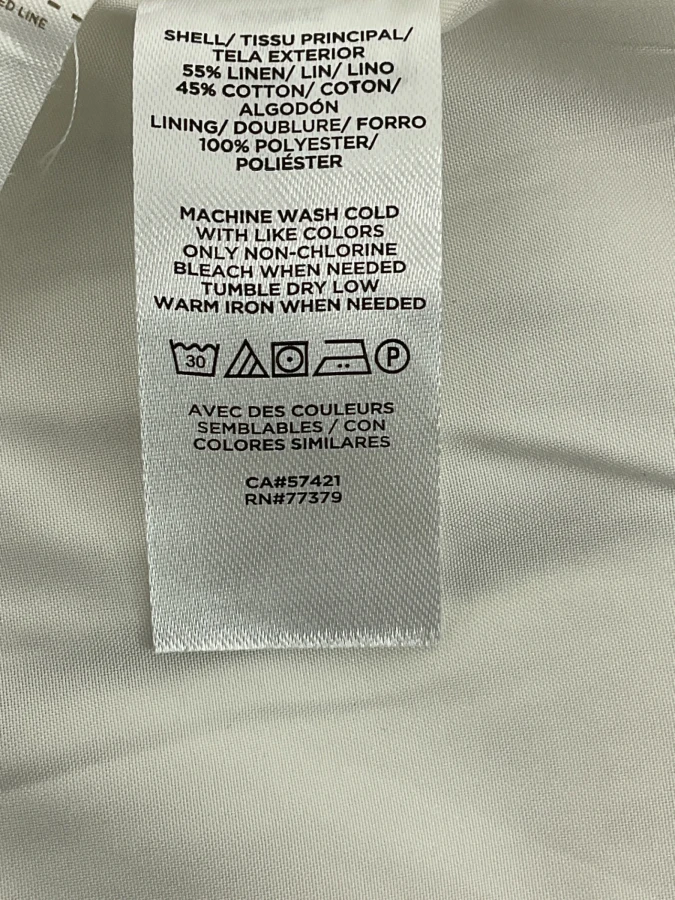 ED LINE
SHELL/ TISSU PRINCIPAL/
TELA EXTERIOR
55% LINEN/ LIN/ LINO
45% COTTON/ COTON/
ALGODÓN
LINING/ DOUBLURE/ FORRO
100% POLYESTER/
POLIÉSTER
MACHINE WASH COLD
WITH LIKE COLORS
ONLY NON-CHLORINE
BLEACH WHEN NEEDED
TUMBLE DRY LOW
WARM IRON WHEN NEEDED
30 P
AVEC DES COULEURS
SEMBLABLES / CON
COLORES SIMILARES
CA#57421
RN#77379